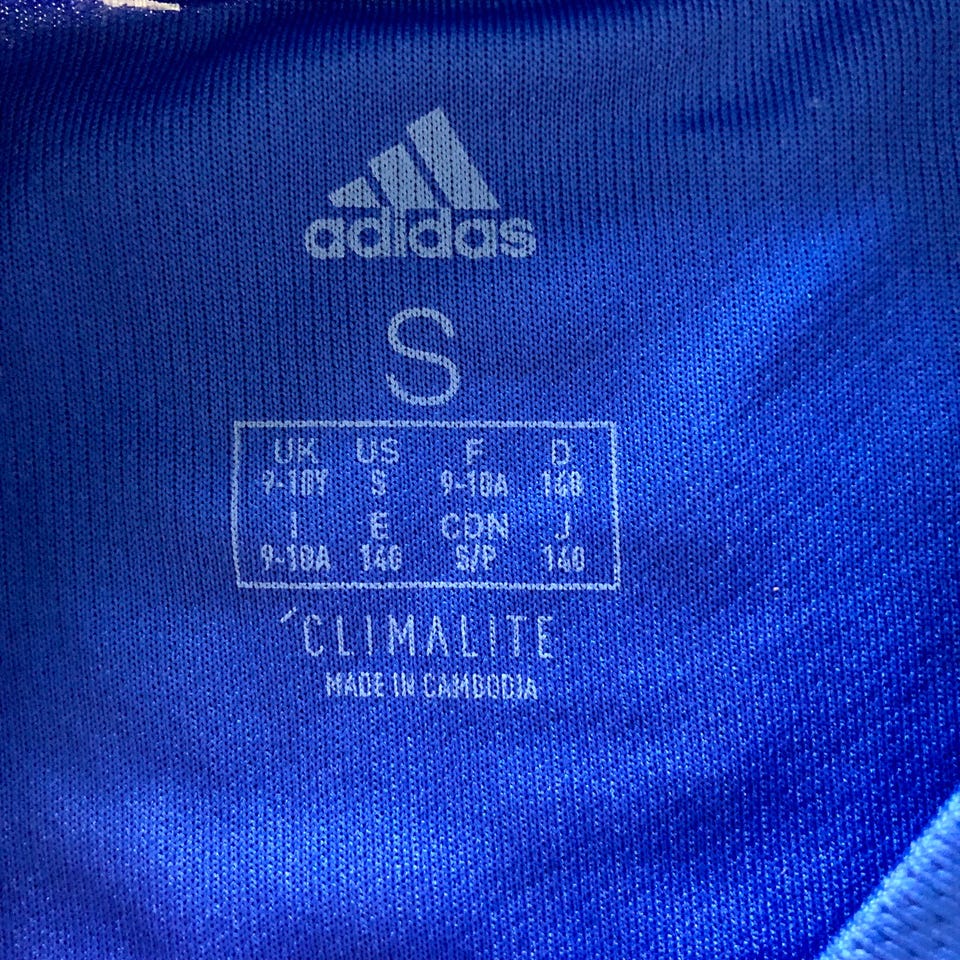 adidas
S
UK US F D
9-10Y S 9-10A 140
I E CDN J
9-10A 140 S/P 140
CLIMALITE
MADE IN CAMBODIA